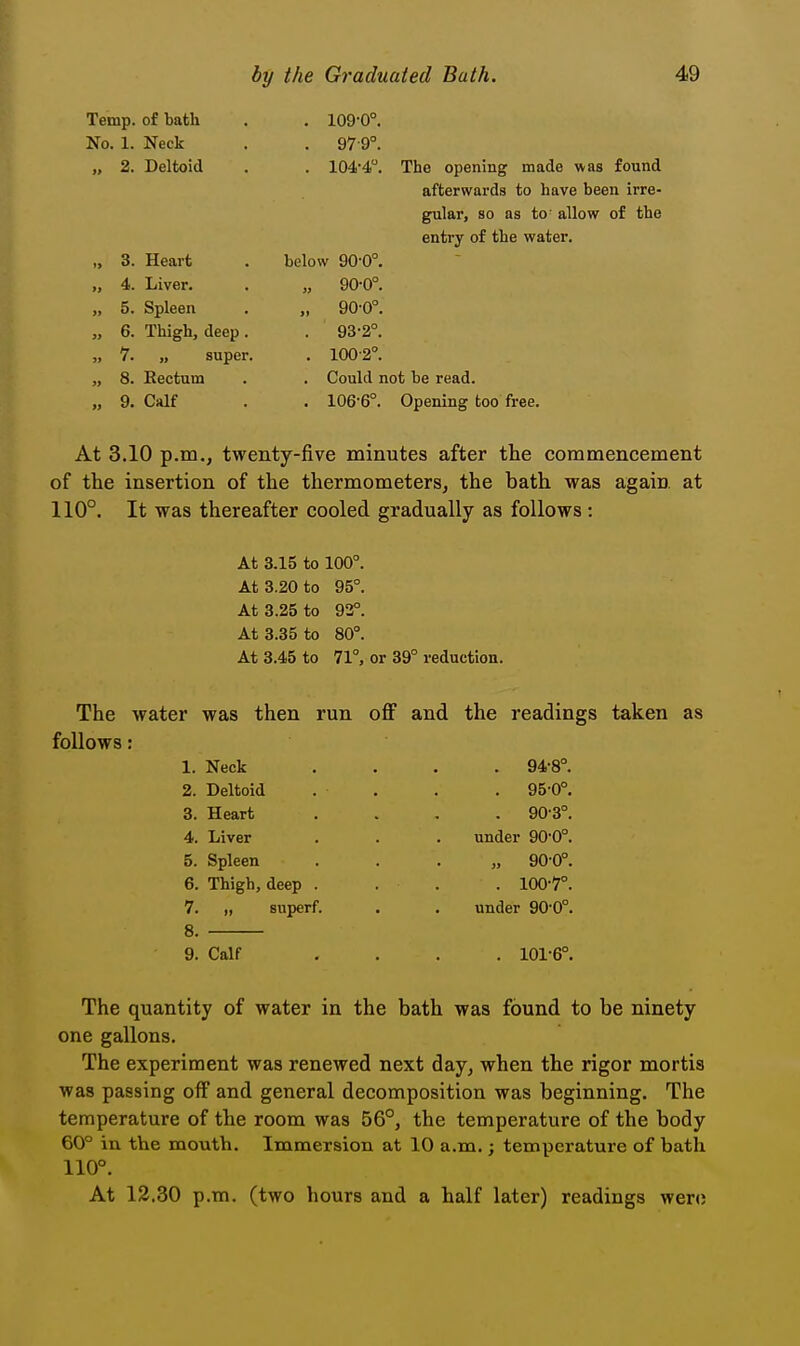 by the Graduated Bath. 49
Temp. of bath . . 109·0°.
No. 1. Neck . . 97·9°.
„ 2. Deltoid . . 104·4°. The opening made was found
afterwards to have been irre-
gular, so as to allow of the
entry of the water.
„ 3. Heart . below 90·0°.
„ 4. Liver. . „ 90·0°.
„ 5. Spleen . „ 90·0°.
„ 6. Thigh, deep . . 93·2°.
„ 7. „ super. . 100·2°.
„ 8. Rectum . . Could not be read.
„ 9. Calf . . 106·6°. Opening too free.
At 3.10 p.m., twenty-five minutes after the commencement
of the insertion of the thermometers, the bath was again at
110°. It was thereafter cooled gradually as follows :
At 3.15 to 100°.
At 3.20 to 95°.
At 3.25 to 92°.
At 3.35 to 80°.
At 3.45 to 71°, or 39° reduction.
The water was then run off and the readings taken as
follows :
1. Neck . . . . 94·8°.
2. Deltoid . . . . 95·0°.
3. Heart . . . . 90·3°.
4. Liver . . . under 90·0°.
5. Spleen . . . „ 90·0°.
6. Thigh, deep . . . . 100·7°.
7. „ superf. . . under 90·0°.
8. ———
9. Calf . . . . 101·6°.
The quantity of water in the bath was found to be ninety
one gallons.
The experiment was renewed next day, when the rigor mortis
was passing off and general decomposition was beginning. The
temperature of the room was 56°, the temperature of the body
60° in the mouth. Immersion at 10 a.m. ; temperature of bath
110°.
At 12.30 p.m. (two hours and a half later) readings were